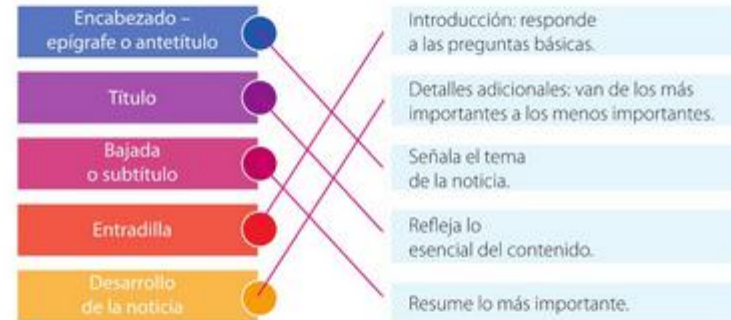 Encabezado –
epígrafe o antetítulo
Título
Bajada
o subtítulo
Entradilla
Desarrollo
de la noticia
Introducción: responde
a las preguntas básicas.
Detalles adicionales: van de los más
importantes a los menos importantes.
Señala el tema
de la noticia.
Refleja lo
esencial del contenido.
Resume lo más importante.